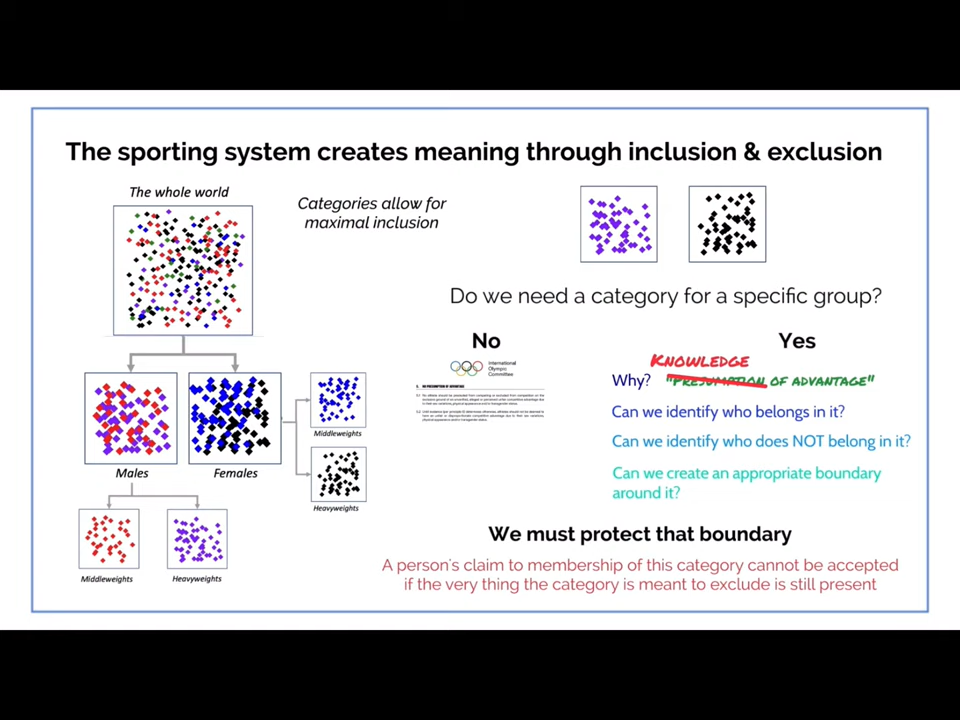 The sporting system creates meaning through inclusion & exclusion
The whole world
Categories allow for
maximal inclusion
Males
Females
Middleweights
Heavyweights
Middleweights
Heavyweights
Do we need a category for a specific group?
No
International
Olympic
Committee
Yes
KNOWLEDGE
Why? "PRESUMPTION OF ADVANTAGE"
Can we identify who belongs in it?
Can we identify who does NOT belong in it?
Can we create an appropriate boundary
around it?
We must protect that boundary
A person's claim to membership of this category cannot be accepted
if the very thing the category is meant to exclude is still present